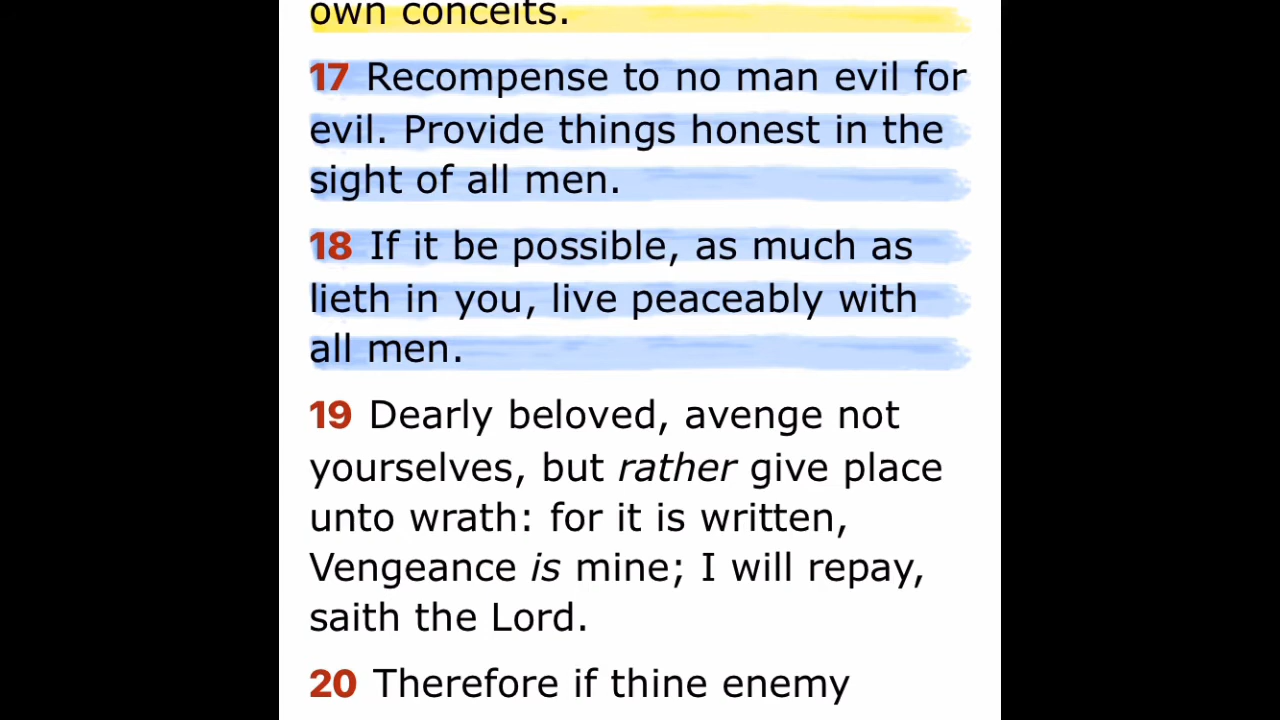 own conceits.
17 Recompense to no man evil for
evil. Provide things honest in the
sight of all men.
18 If it be possible, as much as
lieth in you, live peaceably with
all men.
19 Dearly beloved, avenge not
yourselves, but rather give place
unto wrath: for it is written,
Vengeance is mine; I will repay,
saith the Lord.
20 Therefore if thine enemy